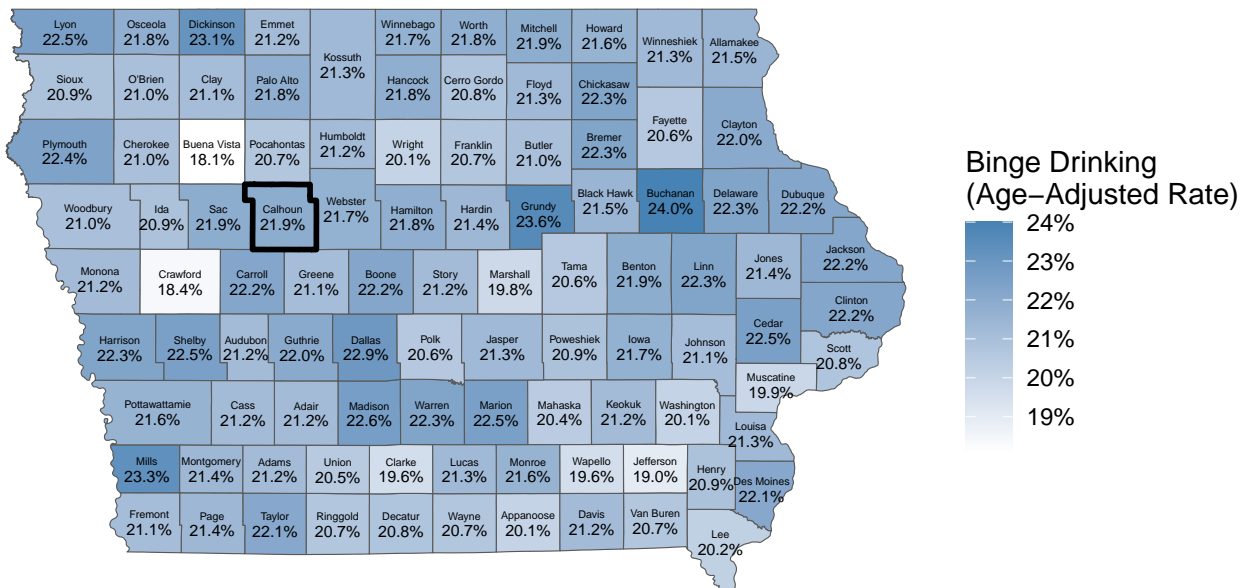 Lyon
22.5%
Osceola
21.8%
Dickinson
23.1%
Emmet
21.2%
Kossuth
21.3%
Winnebago
21.7%
Worth
21.8%
Mitchell
21.9%
Howard
21.6%
Winneshiek
21.3%
Allamakee
21.5%
Sioux
20.9%
O'Brien
21.0%
Clay
21.1%
Palo Alto
21.8%
Hancock
21.8%
Cerro Gordo
20.8%
Floyd
21.3%
Chickasaw
22.3%
Fayette
20.6%
Clayton
22.0%
Plymouth
22.4%
Cherokee
21.0%
Buena Vista
18.1%
Pocahontas
20.7%
Humboldt
21.2%
Wright
20.1%
Franklin
20.7%
Butler
21.0%
Bremer
22.3%
Woodbury
21.0%
Ida
20.9%
Sac
21.9%
Calhoun
21.9%
Webster
21.7%
Hamilton
21.8%
Hardin
21.4%
Grundy
23.6%
Black Hawk
21.5%
Buchanan
24.0%
Delaware
22.3%
Dubuque
22.2%
Monona
21.2%
Crawford
18.4%
Carroll
22.2%
Greene
21.1%
Boone
22.2%
Story
21.2%
Marshall
19.8%
Tama
20.6%
Benton
21.9%
Linn
22.3%
Jones
21.4%
Jackson
22.2%
Clinton
22.2%
Harrison
22.3%
Shelby
22.5%
Audubon
21.2%
Guthrie
22.0%
Dallas
22.9%
Polk
20.6%
Jasper
21.3%
Poweshiek
20.9%
Iowa
21.7%
Johnson
21.1%
Cedar
22.5%
Scott
20.8%
Muscatine
19.9%
Pottawattamie
21.6%
Cass
21.2%
Adair
21.2%
Madison
22.6%
Warren
22.3%
Marion
22.5%
Mahaska
20.4%
Keokuk
21.2%
Washington
20.1%
Louisa
21.3%
Mills
23.3%
Montgomery
21.4%
Adams
21.2%
Union
20.5%
Clarke
19.6%
Lucas
21.3%
Monroe
21.6%
Wapello
19.6%
Jefferson
19.0%
Henry
20.9%
Des Moines
22.1%
Fremont
21.1%
Page
21.4%
Taylor
22.1%
Ringgold
20.7%
Decatur
20.8%
Wayne
20.7%
Appanoose
20.1%
Davis
21.2%
Van Buren
20.7%
Lee
20.2%
Binge Drinking
(Age−Adjusted Rate)
24%
23%
22%
21%
20%
19%